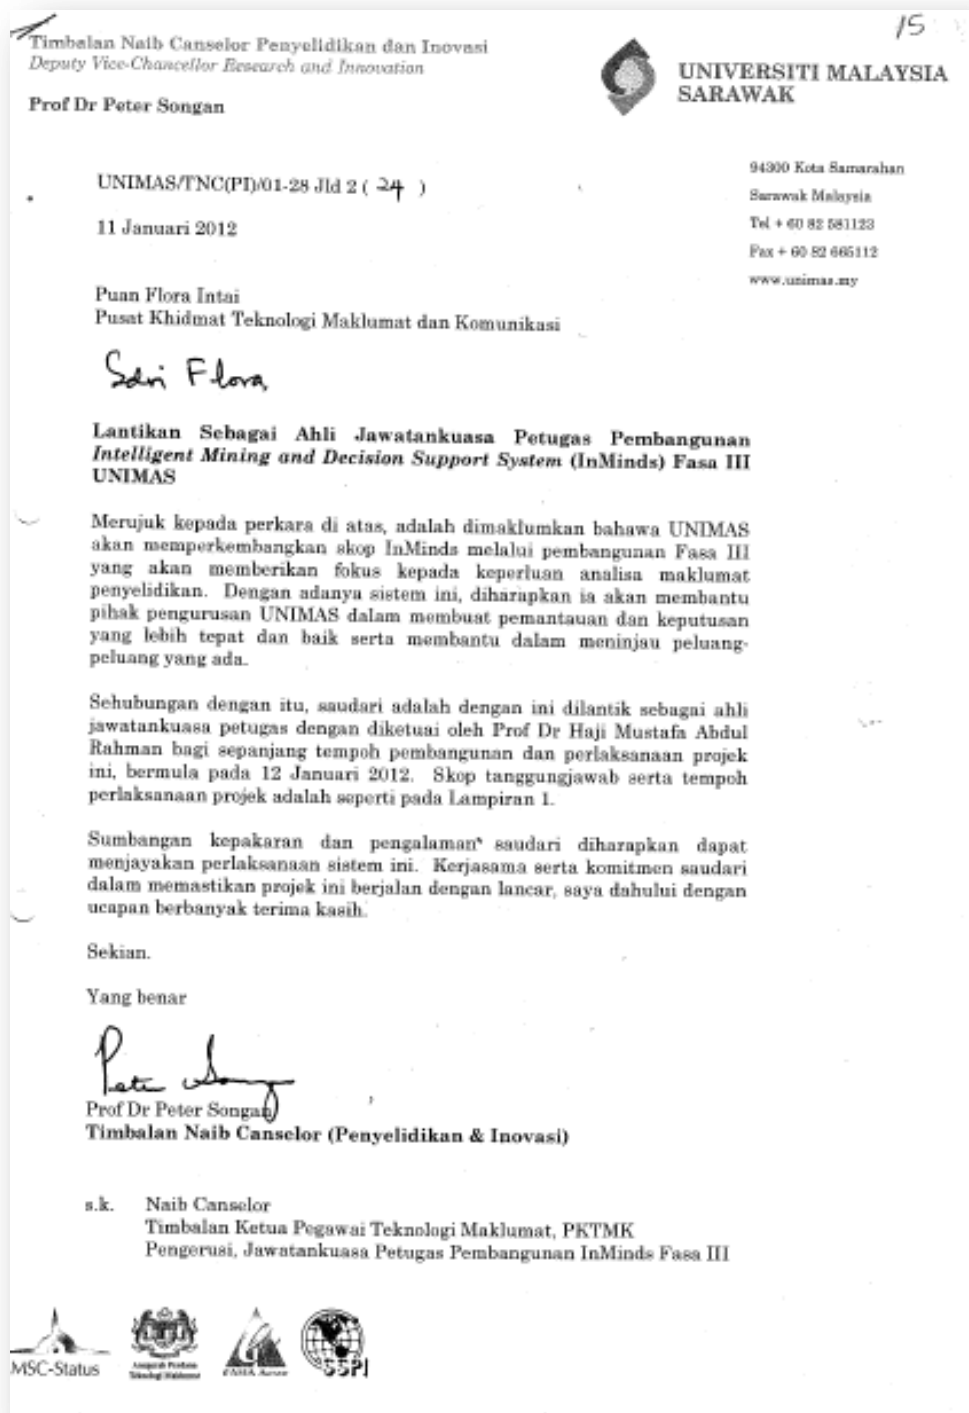 15
Timbalan Naib Canselor Penyelidikan dan Inovasi
Deputy Vice-Chancellor Research and Innovation
Prof Dr Peter Songan
UNIVERSITI MALAYSIA
SARAWAK
94300 Kota Samarahan
Sarawak Malaysia
Tel + 60 82 581123
Fax + 60 82 665112
www.unimas.my
UNIMAS/TNC(PI)/01-28 Jld 2 ( 24 )
11 Januari 2012
Puan Flora Intai
Pusat Khidmat Teknologi Maklumat dan Komunikasi
Sdri Flora
Lantikan Sebagai Ahli Jawatankuasa Petugas Pembangunan
Intelligent Mining and Decision Support System (InMinds) Fasa III
UNIMAS
Merujuk kepada perkara di atas, adalah dimaklumkan bahawa UNIMAS
akan memperkembangkan skop InMinds melalui pembangunan Fasa III
yang akan memberikan fokus kepada keperluan analisa maklumat
penyelidikan. Dengan adanya sistem ini, diharapkan ia akan membantu
pihak pengurusan UNIMAS dalam membuat pemantauan dan keputusan
yang lebih tepat dan baik serta membantu dalam meninjau peluang-
peluang yang ada.
Sehubungan dengan itu, saudari adalah dengan ini dilantik sebagai ahli
jawatankuasa petugas dengan diketuai oleh Prof Dr Haji Mustafa Abdul
Rahman bagi sepanjang tempoh pembangunan dan perlaksanaan projek
ini, bermula pada 12 Januari 2012. Skop tanggungjawab serta tempoh
perlaksanaan projek adalah seperti pada Lampiran 1.
Sumbangan kepakaran dan pengalaman saudari diharapkan dapat
menjayakan perlaksanaan sistem ini. Kerjasama serta komitmen saudari
dalam memastikan projek ini berjalan dengan lancar, saya dahului dengan
ucapan berbanyak terima kasih.
Sekian.
Yang benar
Prof Dr Peter Songan
Timbalan Naib Canselor (Penyelidikan & Inovasi)
s.k. Naib Canselor
Timbalan Ketua Pegawai Teknologi Maklumat, PKTMK
Pengerusi, Jawatankuasa Petugas Pembangunan InMinds Fasa III
MSC-Status
Anugerah Perdana
Teknologi Maklumat
SSPI